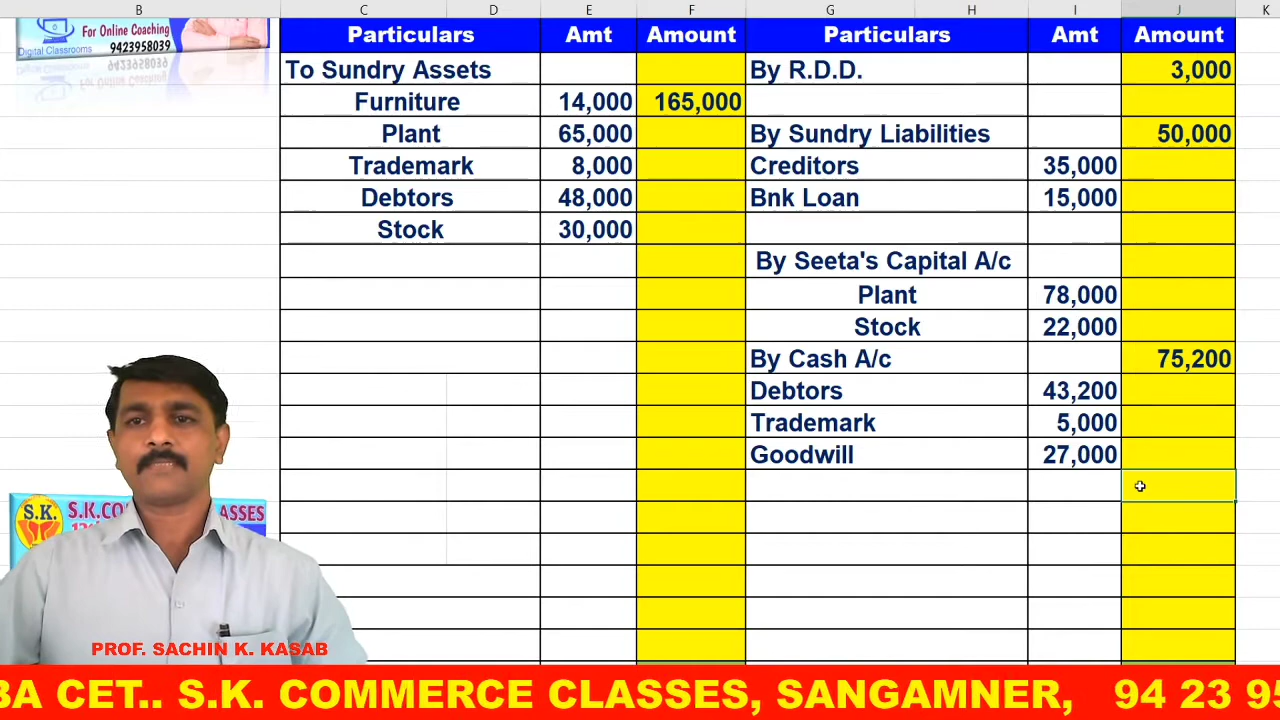 B C D E F G H I J K
For Online Coaching
Digital Classrooms 9423958039
Particulars Amt Amount Particulars Amt Amount
To Sundry Assets By R.D.D. 3,000
Furniture 14,000 165,000
Plant 65,000 By Sundry Liabilities 50,000
Trademark 8,000 Creditors 35,000
Debtors 48,000 Bnk Loan 15,000
Stock 30,000
By Seeta's Capital A/c
Plant 78,000
Stock 22,000
By Cash A/c 75,200
Debtors 43,200
Trademark 5,000
Goodwill 27,000
S.K. S.K.CO ASSES
PROF. SACHIN K. KASAB
BA CET.. S.K. COMMERCE CLASSES, SANGAMNER, 94 23 95